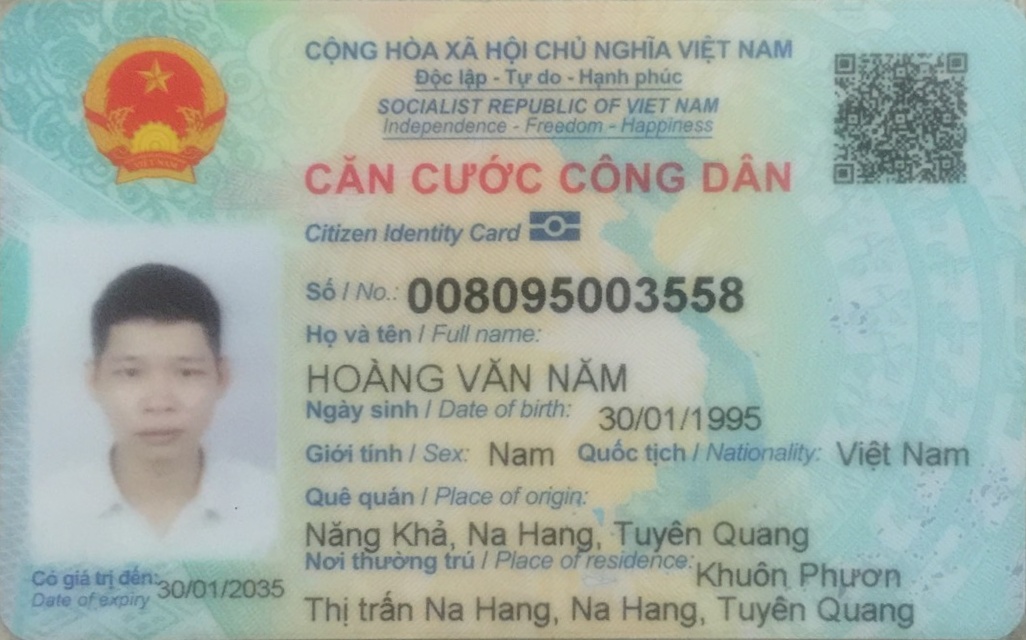 CỘNG HÒA XÃ HỘI CHỦ NGHĨA VIỆT NAM
Độc lập - Tự do - Hạnh phúc
SOCIALIST REPUBLIC OF VIET NAM
Independence - Freedom - Happiness
CĂN CƯỚC CÔNG DÂN
Citizen Identity Card
Số / No.: 008095003558
Họ và tên / Full name:
HOÀNG VĂN NĂM
Ngày sinh / Date of birth: 30/01/1995
Giới tính / Sex: Nam Quốc tịch / Nationality: Việt Nam
Quê quán / Place of origin:
Năng Khả, Na Hang, Tuyên Quang
Nơi thường trú / Place of residence: Khuôn Phươn
Thị trấn Na Hang, Na Hang, Tuyên Quang
Có giá trị đến: 30/01/2035
Date of expiry
VIỆT NAM